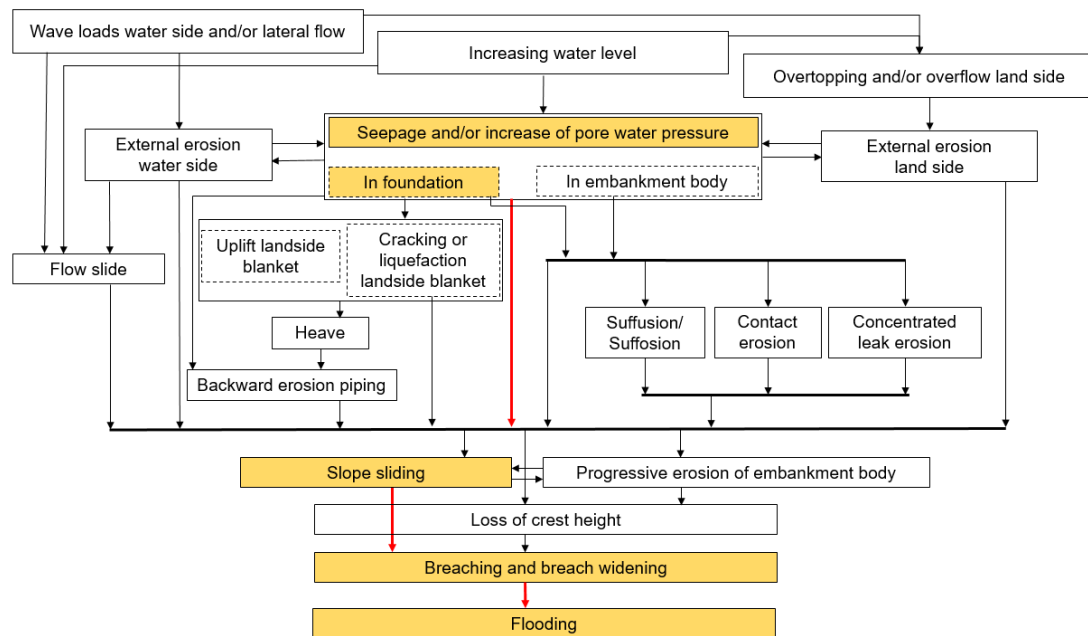 Wave loads water side and/or lateral flow
Increasing water level
Overtopping and/or overflow land side
Seepage and/or increase of pore water pressure
External erosion
water side
External erosion
land side
In foundation
In embankment body
Uplift landside
blanket
Cracking or
liquefaction
landside blanket
Flow slide
Heave
Suffusion/
Suffosion
Contact
erosion
Concentrated
leak erosion
Backward erosion piping
Slope sliding
Progressive erosion of embankment body
Loss of crest height
Breaching and breach widening
Flooding